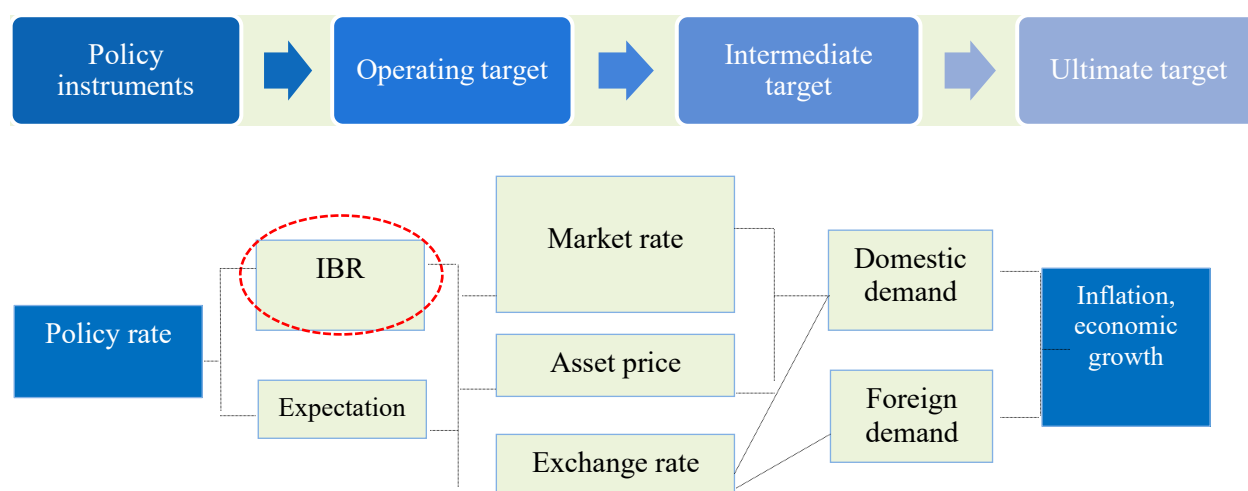 Policy
instruments
Operating target
Intermediate
target
Ultimate target
Policy rate
IBR
Expectation
Market rate
Asset price
Exchange rate
Domestic
demand
Foreign
demand
Inflation,
economic
growth